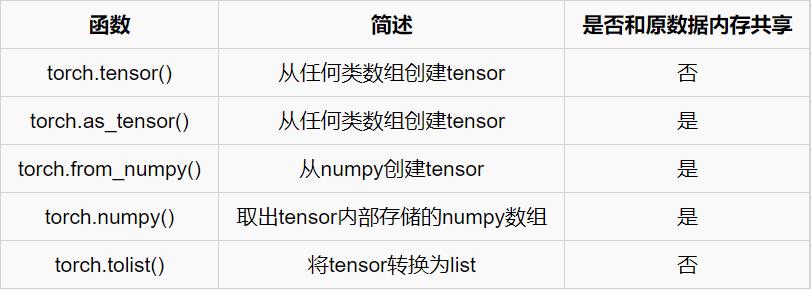 函数 简述 是否和原数据内存共享
torch.tensor() 从任何类数组创建tensor 否
torch.as_tensor() 从任何类数组创建tensor 是
torch.from_numpy() 从numpy创建tensor 是
torch.numpy() 取出tensor内部存储的numpy数组 是
torch.tolist() 将tensor转换为list 否